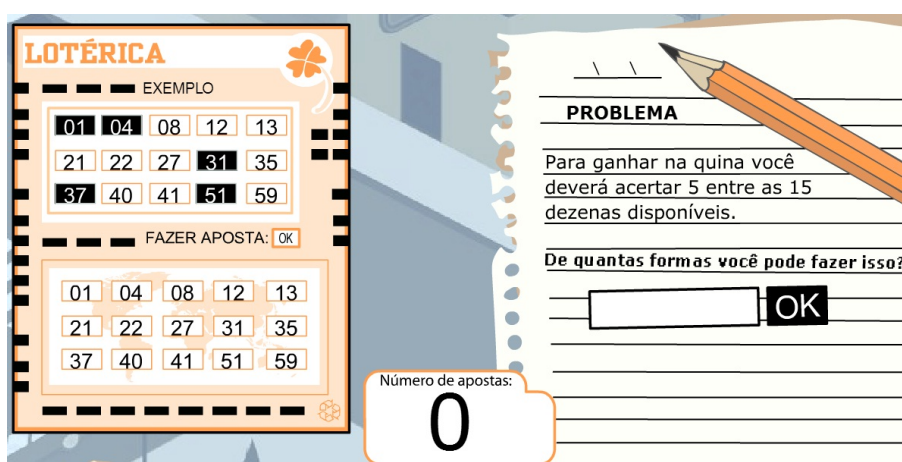 LOTÉRICA
EXEMPLO
01 04 08 12 13
21 22 27 31 35
37 40 41 51 59
FAZER APOSTA: OK
01 04 08 12 13
21 22 27 31 35
37 40 41 51 59
Número de apostas:
0
\ \
PROBLEMA
Para ganhar na quina você
deverá acertar 5 entre as 15
dezenas disponíveis.
De quantas formas você pode fazer isso?
OK